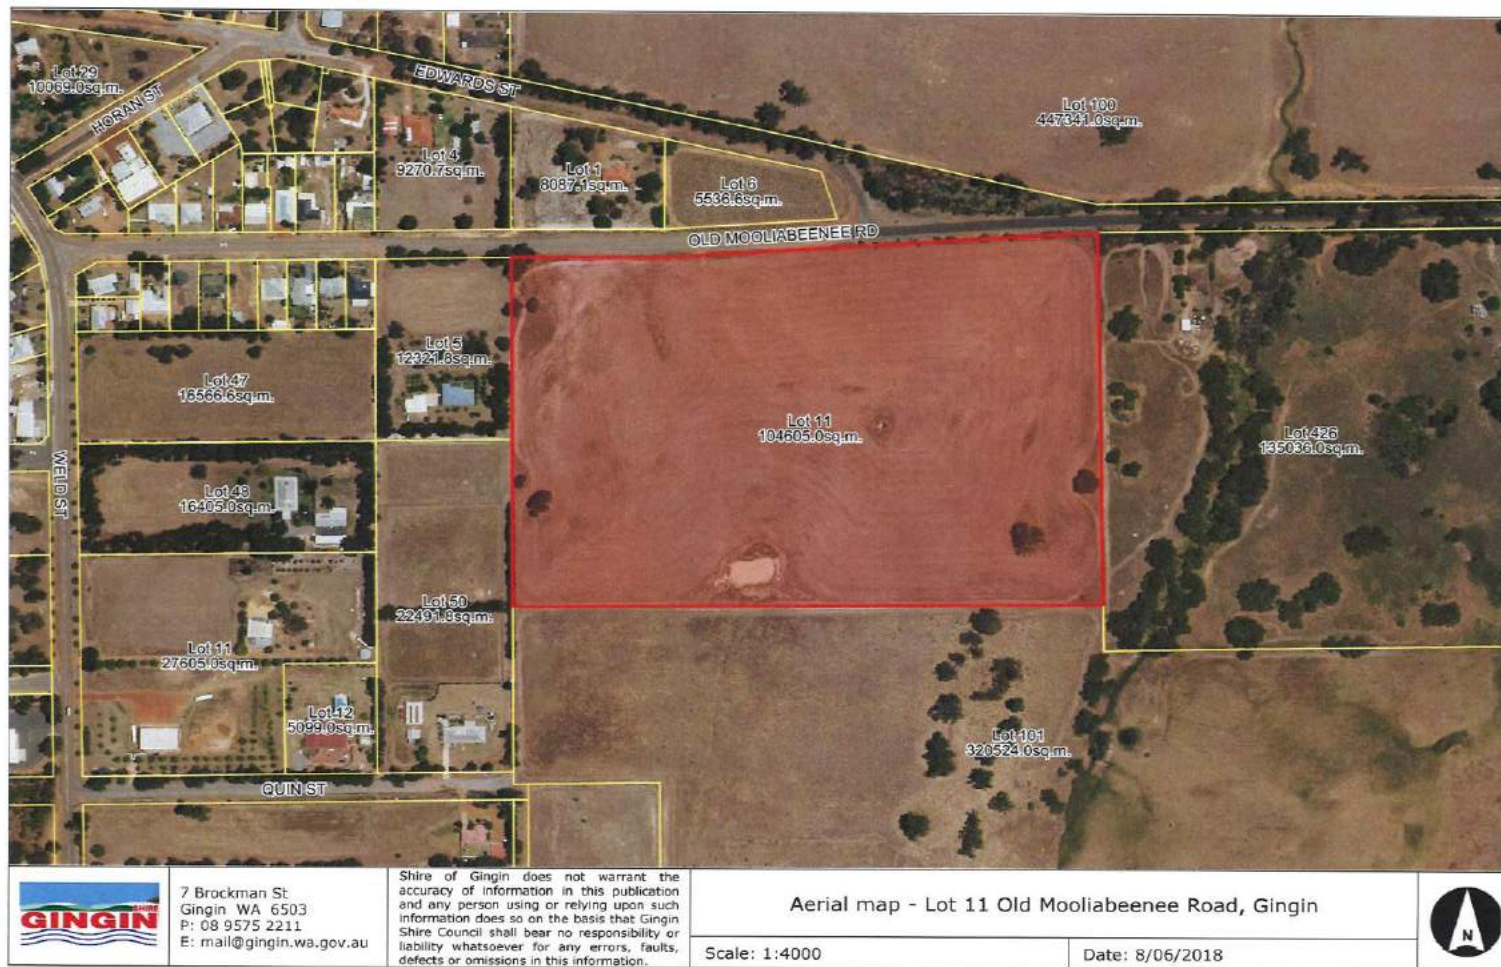 Lot 29
10069.0sq.m.
HORAN ST
EDWARDS ST
Lot 100
447341.0sq.m.
Lot 4
9270.7sq.m.
Lot 1
8087.1sq.m.
Lot 6
5536.6sq.m.
OLD MOOLIABEENEE RD
Lot 5
12321.8sq.m.
Lot 47
16566.6sq.m.
Lot 11
104605.0sq.m.
Lot 426
135036.0sq.m.
WELD ST
Lot 48
16405.0sq.m.
Lot 50
22491.8sq.m.
Lot 11
27605.0sq.m.
Lot 12
5099.0sq.m.
Lot 101
320524.0sq.m.
QUIN ST
SHIRE
GINGIN
7 Brockman St
Gingin WA 6503
P: 08 9575 2211
E: mail@gingin.wa.gov.au
Shire of Gingin does not warrant the
accuracy of information in this publication
and any person using or relying upon such
information does so on the basis that Gingin
Shire Council shall bear no responsibility or
liability whatsoever for any errors, faults,
defects or omissions in this information.
Aerial map - Lot 11 Old Mooliabeenee Road, Gingin
Scale: 1:4000
Date: 8/06/2018
N